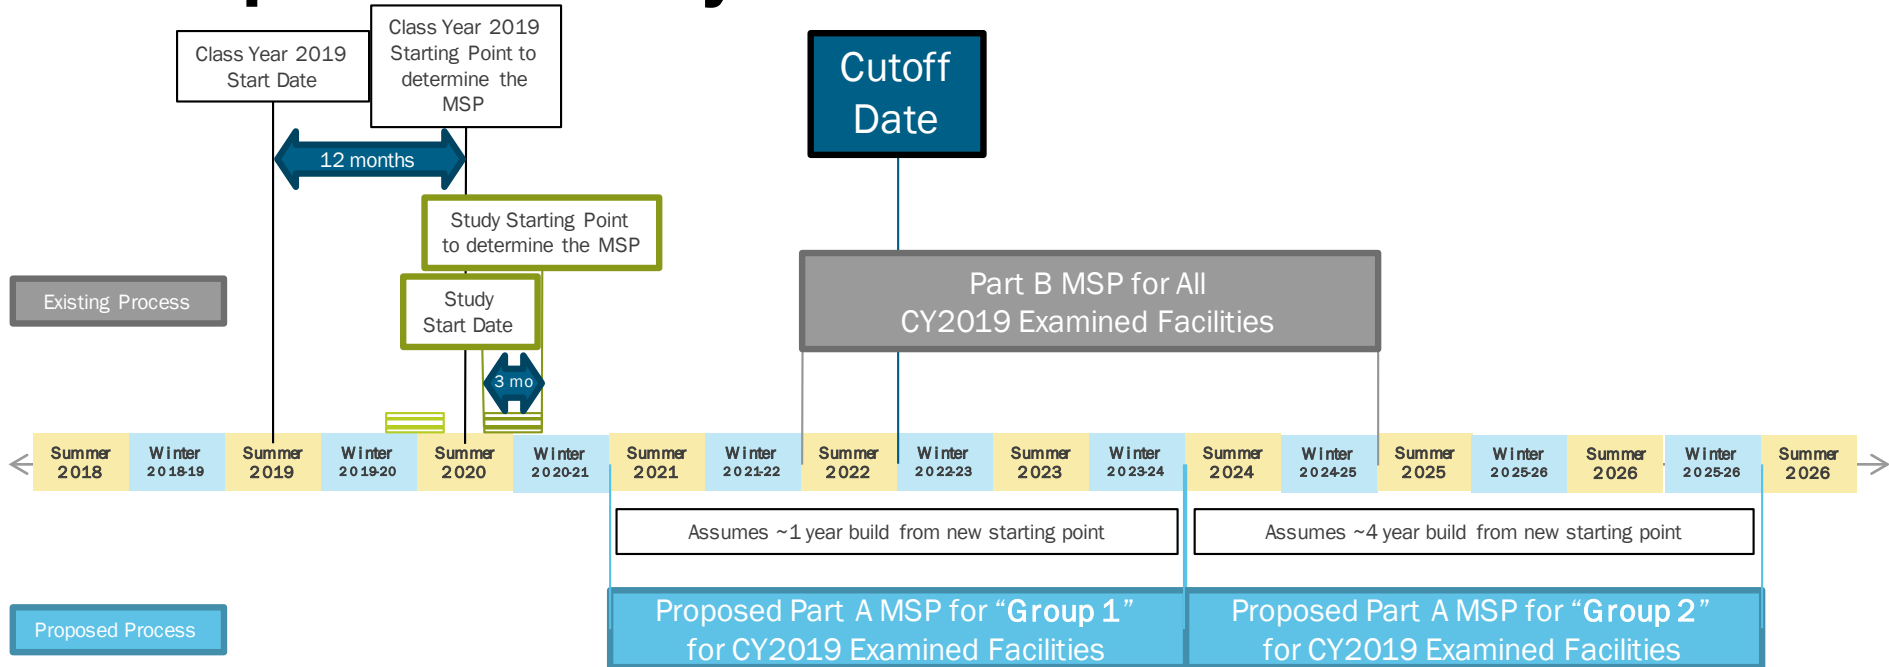 Class Year 2019
Start Date
Class Year 2019
Starting Point to
determine the
MSP
Cutoff
Date
12 months
Study Starting Point
to determine the MSP
Existing Process
Study
Start Date
Part B MSP for All
CY2019 Examined Facilities
3 mo
Summer
2018
Winter
2018-19
Summer
2019
Winter
2019-20
Summer
2020
Winter
2020-21
Summer
2021
Winter
2021-22
Summer
2022
Winter
2022-23
Summer
2023
Winter
2023-24
Summer
2024
Winter
2024-25
Summer
2025
Winter
2025-26
Summer
2026
Winter
2025-26
Summer
2026
Assumes ~1 year build from new starting point
Assumes ~4 year build from new starting point
Proposed Process
Proposed Part A MSP for “Group 1”
for CY2019 Examined Facilities
Proposed Part A MSP for “Group 2”
for CY2019 Examined Facilities